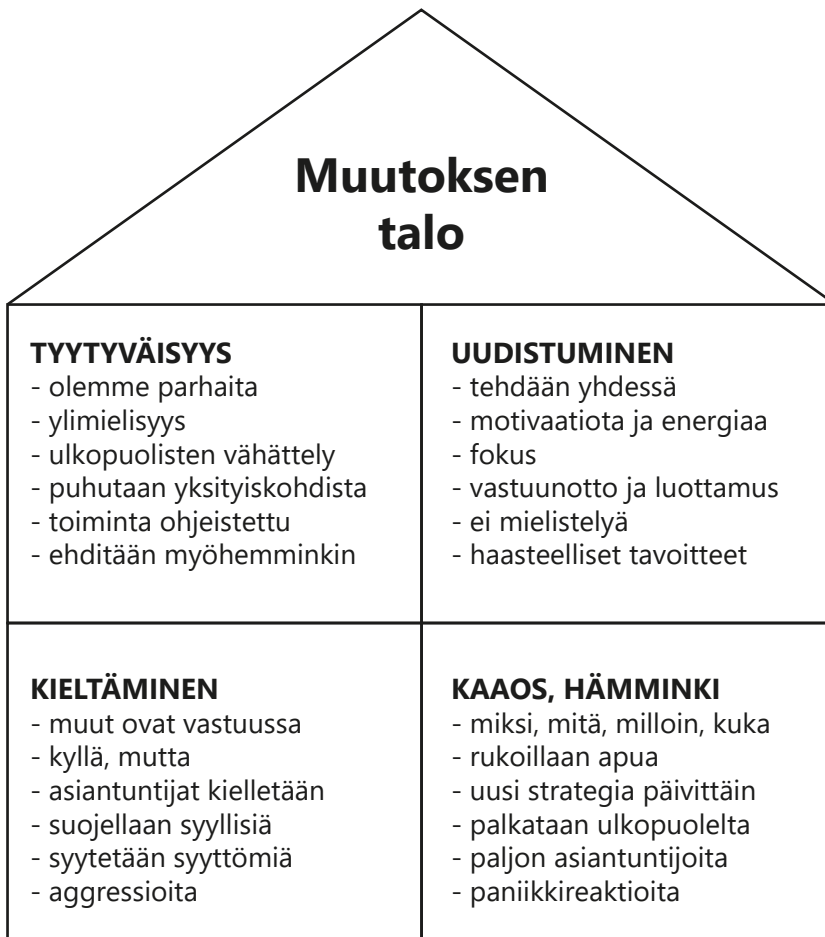 Muutoksen
talo
TYYTYVÄISYYS
- olemme parhaita
- ylimielisyys
- ulkopuolisten vähättely
- puhutaan yksityiskohdista
- toiminta ohjeistettu
- ehditään myöhemminkin
UUDISTUMINEN
- tehdään yhdessä
- motivaatiota ja energiaa
- fokus
- vastuunotto ja luottamus
- ei mielistelyä
- haasteelliset tavoitteet
KIELTÄMINEN
- muut ovat vastuussa
- kyllä, mutta
- asiantuntijat kielletään
- suojellaan syyllisiä
- syytetään syyttömiä
- aggressioita
KAAOS, HÄMMINKI
- miksi, mitä, milloin, kuka
- rukoillaan apua
- uusi strategia päivittäin
- palkataan ulkopuolelta
- paljon asiantuntijoita
- paniikkireaktioita